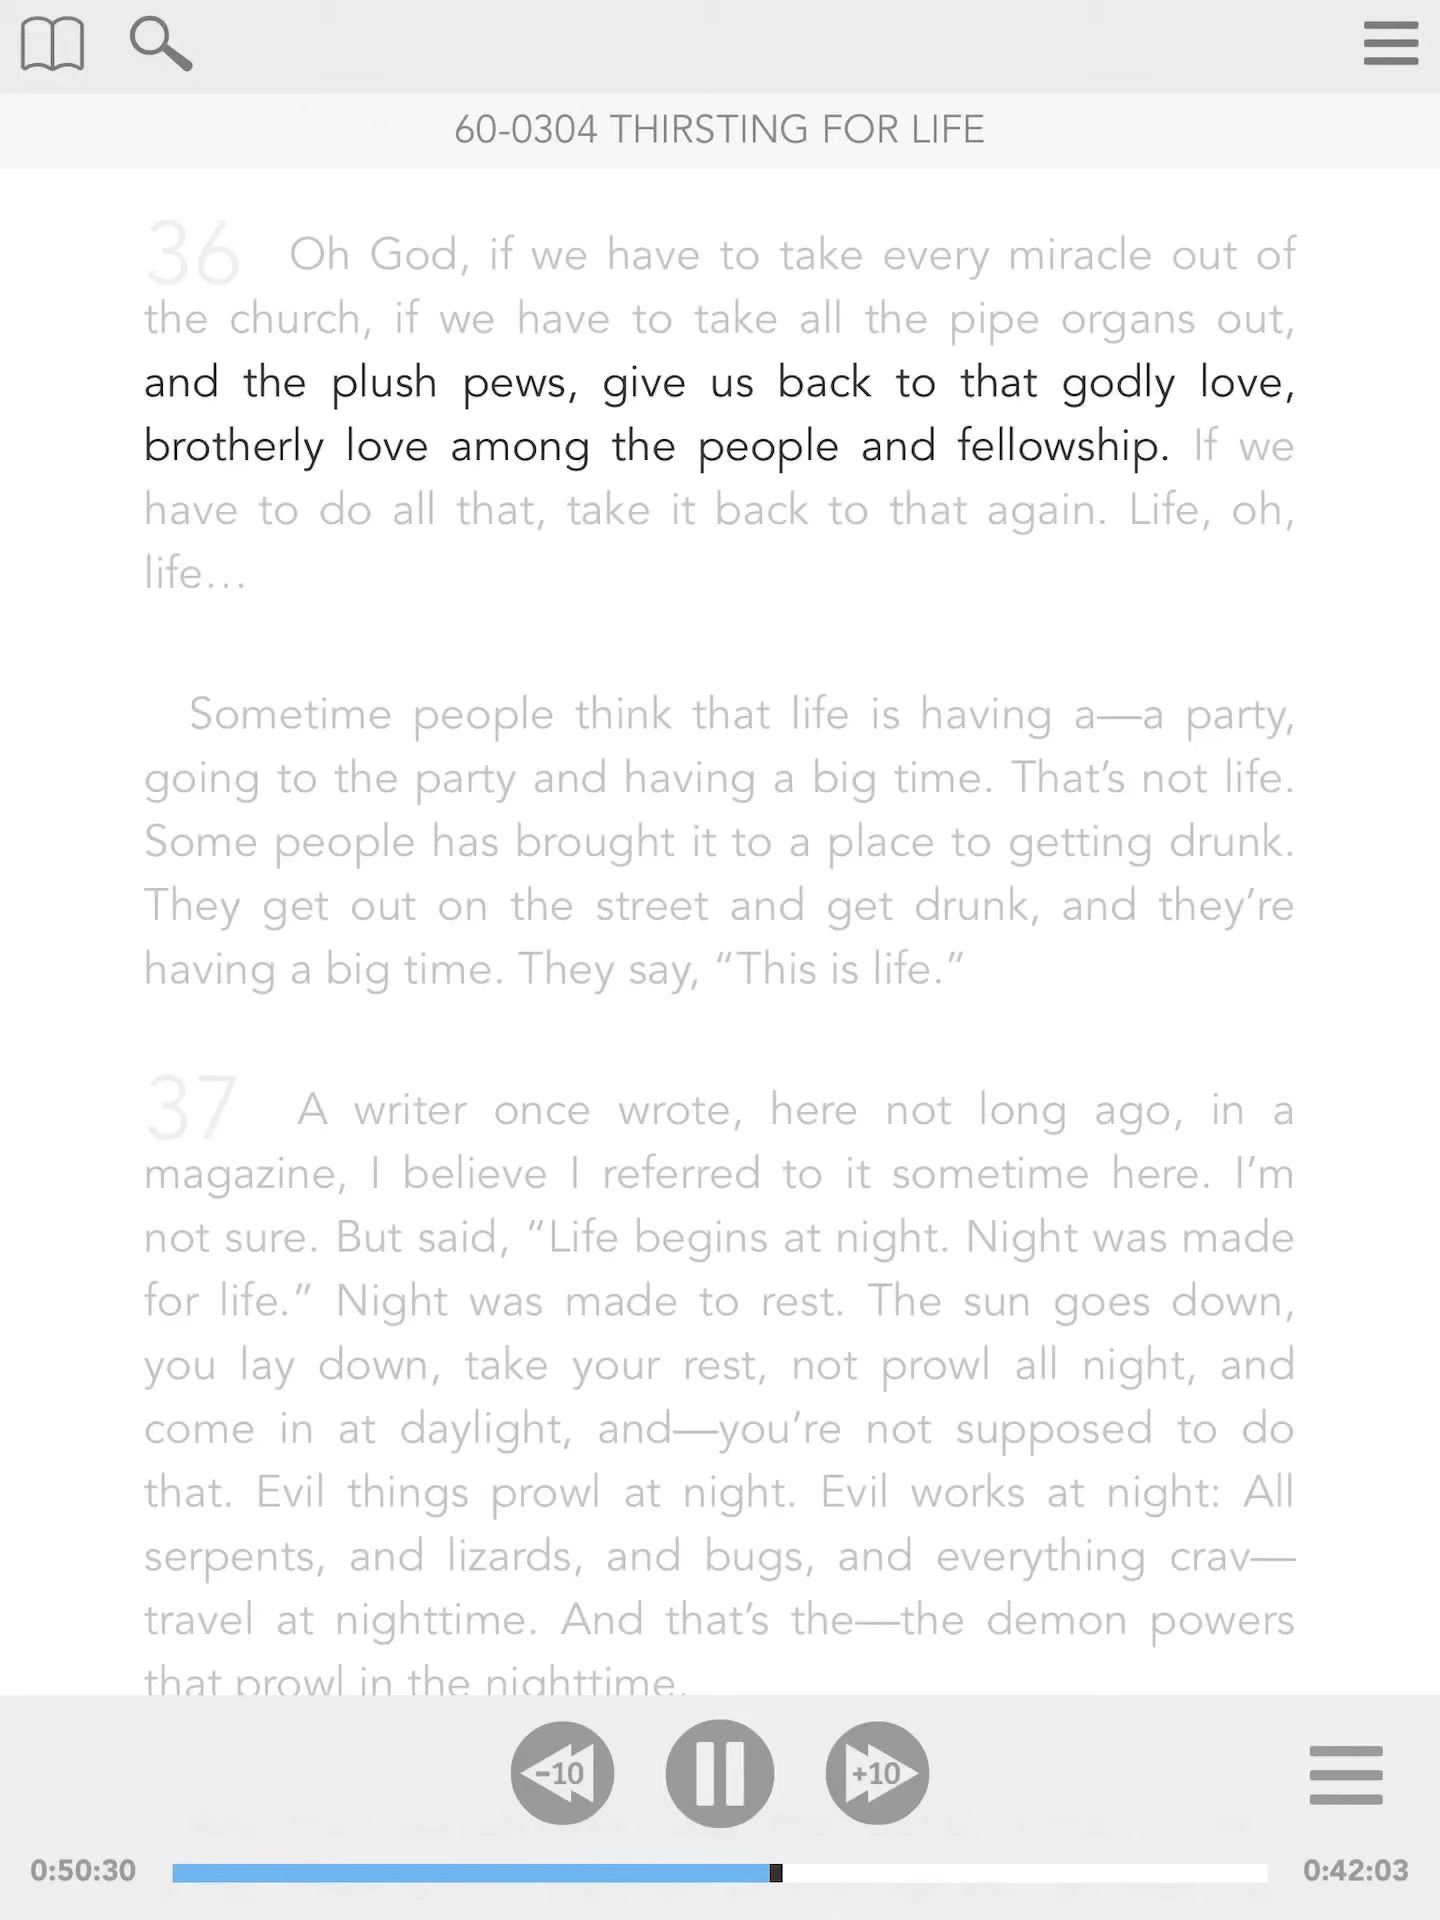 60-0304 THIRSTING FOR LIFE
36 Oh God, if we have to take every miracle out of
the church, if we have to take all the pipe organs out,
and the plush pews, give us back to that godly love,
brotherly love among the people and fellowship. If we
have to do all that, take it back to that again. Life, oh,
life…
Sometime people think that life is having a—a party,
going to the party and having a big time. That’s not life.
Some people has brought it to a place to getting drunk.
They get out on the street and get drunk, and they’re
having a big time. They say, “This is life.”
37 A writer once wrote, here not long ago, in a
magazine, I believe I referred to it sometime here. I’m
not sure. But said, “Life begins at night. Night was made
for life.” Night was made to rest. The sun goes down,
you lay down, take your rest, not prowl all night, and
come in at daylight, and—you’re not supposed to do
that. Evil things prowl at night. Evil works at night: All
serpents, and lizards, and bugs, and everything crav—
travel at nighttime. And that’s the—the demon powers
that prowl in the nighttime.
-10 +10
0:50:30 0:42:03